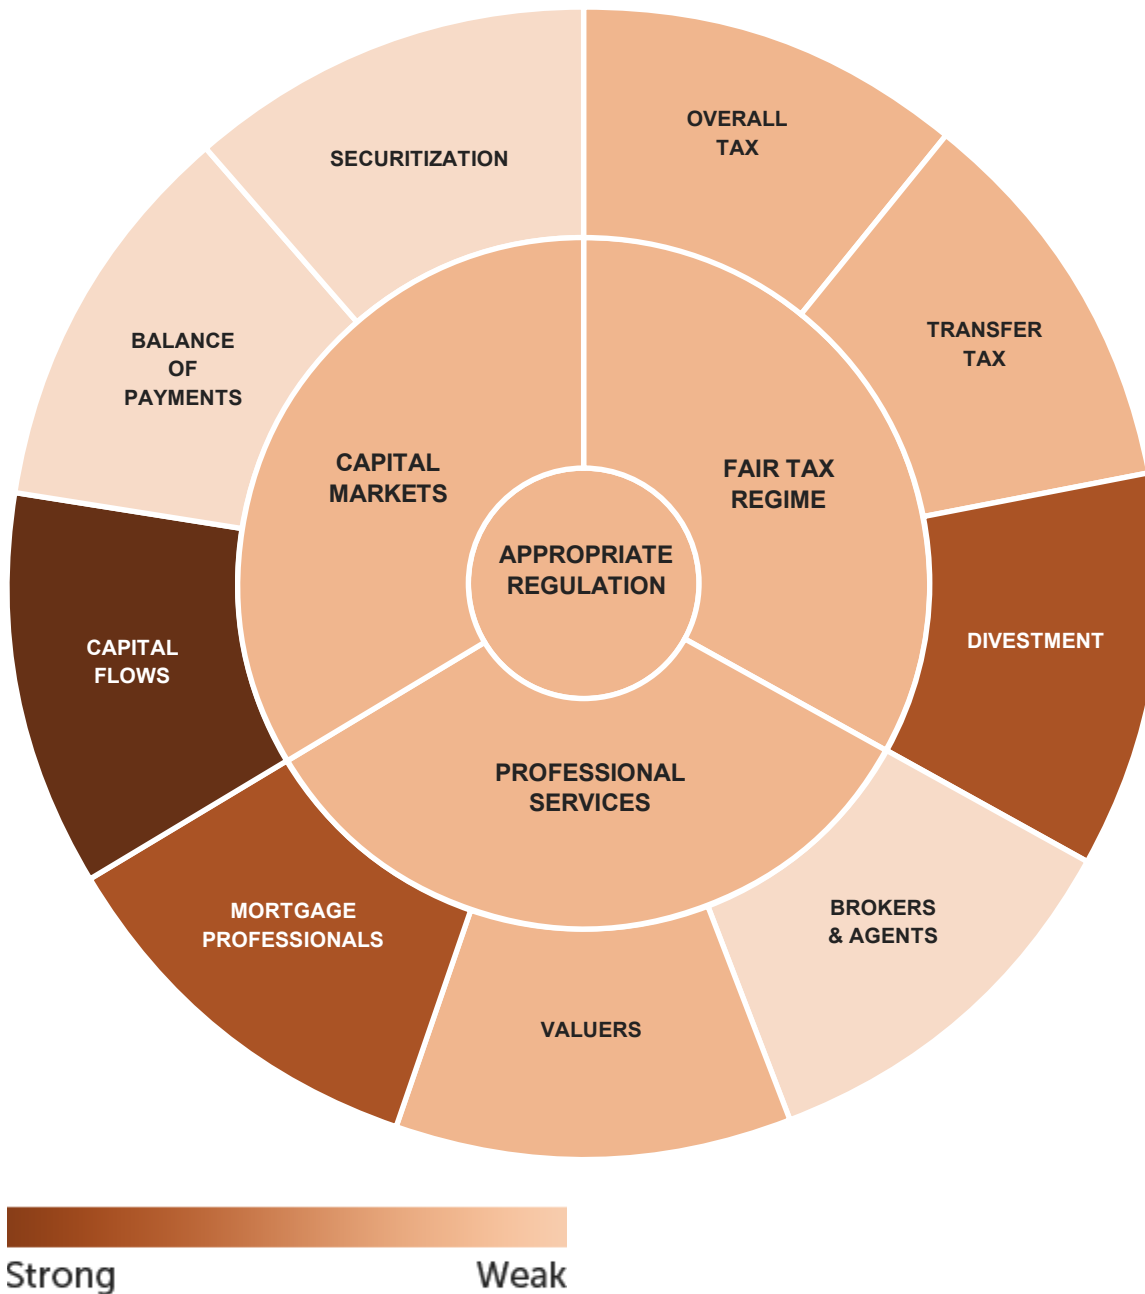 OVERALL
TAX
SECURITIZATION
TRANSFER
TAX
BALANCE
OF
PAYMENTS
CAPITAL
MARKETS
FAIR TAX
REGIME
APPROPRIATE
REGULATION
CAPITAL
FLOWS
DIVESTMENT
PROFESSIONAL
SERVICES
MORTGAGE
PROFESSIONALS
BROKERS
& AGENTS
VALUERS
Strong
Weak